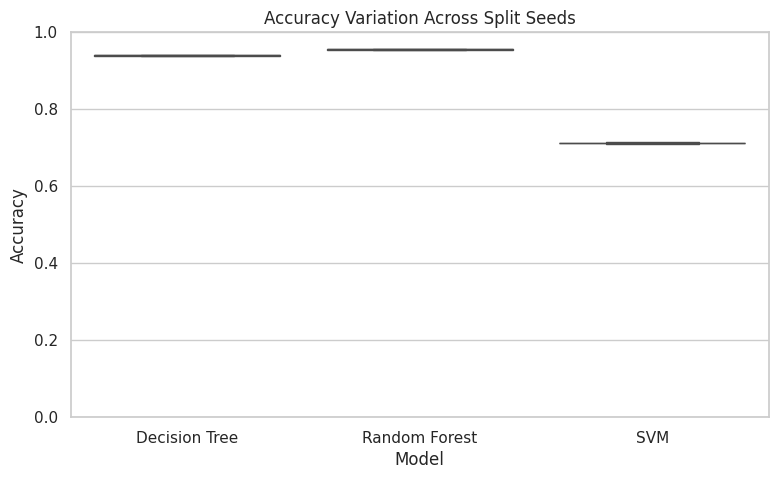 Accuracy Variation Across Split Seeds
1.0
0.8
0.6
0.4
0.2
0.0
Accuracy
Decision Tree Random Forest SVM
Model